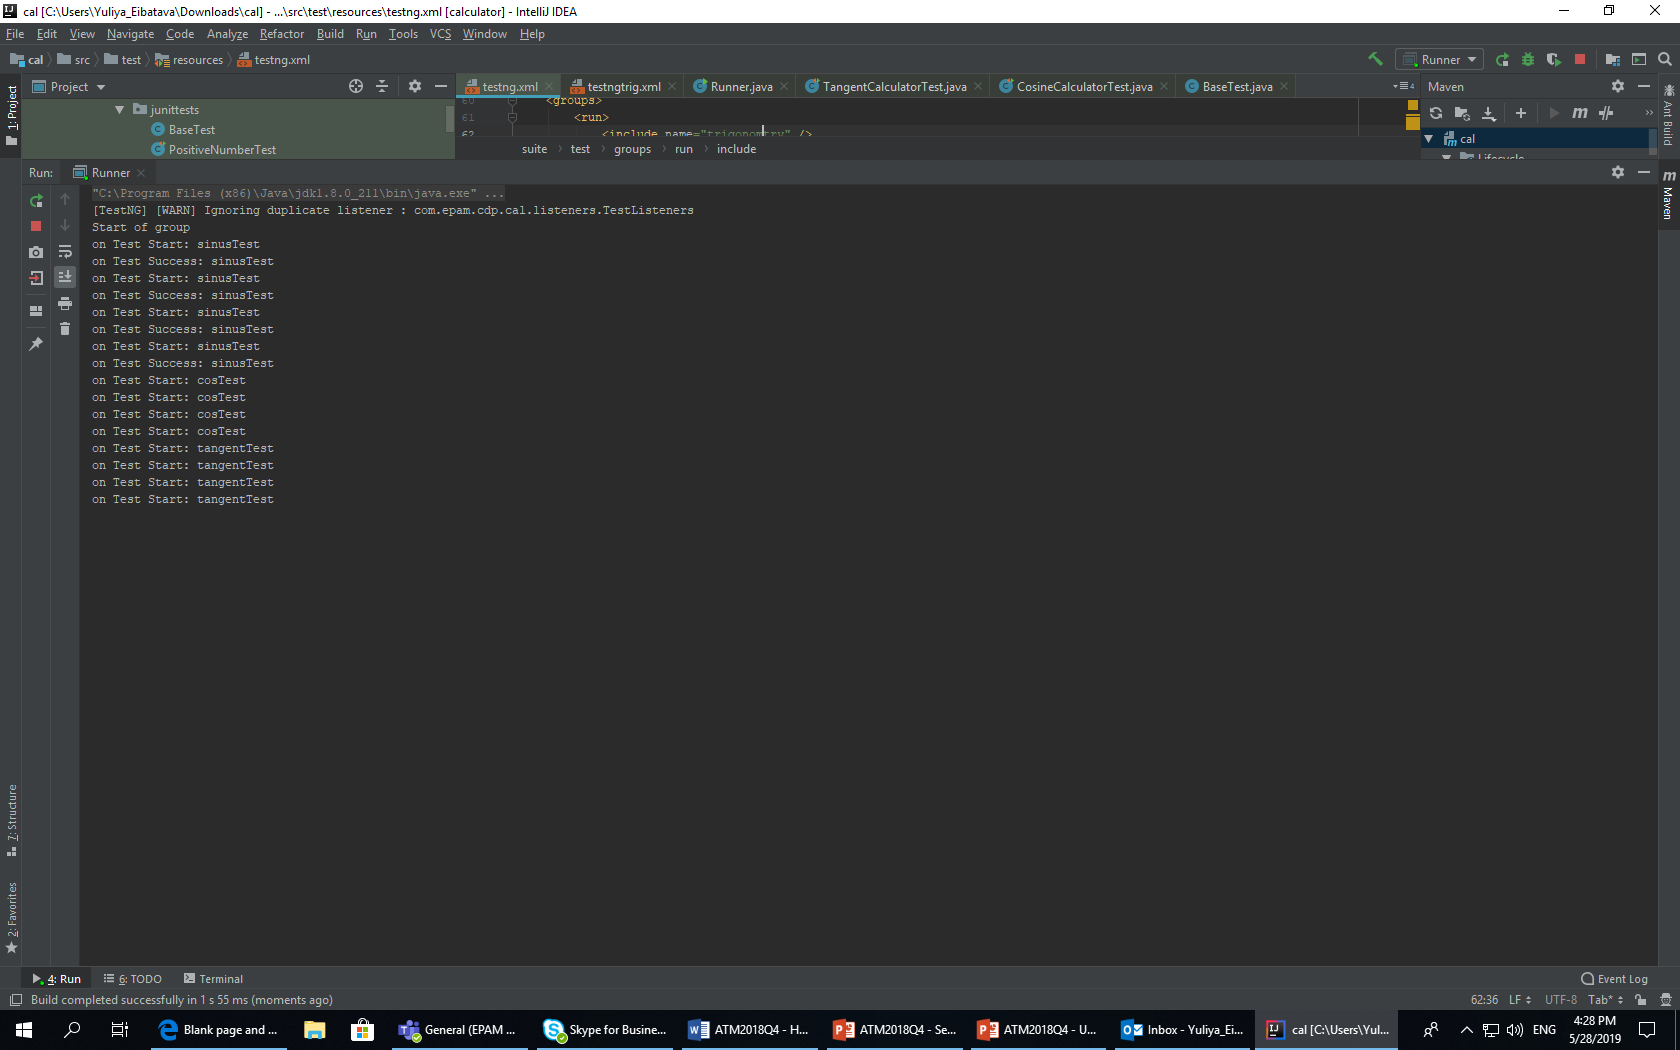 cal [C:\Users\Yuliya_Eibatava\Downloads\cal] - ...\src\test\resources\testng.xml [calculator] - IntelliJ IDEA
File Edit View Navigate Code Analyze Refactor Build Run Tools VCS Window Help
cal src test resources testng.xml Runner
Project testng.xml testngtrig.xml Runner.java TangentCalculatorTest.java CosineCalculatorTest.java BaseTest.java 4 Maven
1: Project
Ant Build
Maven
junittests
BaseTest
PositiveNumberTest
60 <groups>
61 <run>
62 <include name="trigonomtry" />
suite test groups run include
cal
Lifecycle
Run: Runner
"C:\Program Files (x86)\Java\jdk1.8.0_211\bin\java.exe" ...
[TestNG] [WARN] Ignoring duplicate listener : com.epam.cdp.cal.listeners.TestListeners
Start of group
on Test Start: sinusTest
on Test Success: sinusTest
on Test Start: sinusTest
on Test Success: sinusTest
on Test Start: sinusTest
on Test Success: sinusTest
on Test Start: sinusTest
on Test Success: sinusTest
on Test Start: cosTest
on Test Start: cosTest
on Test Start: cosTest
on Test Start: cosTest
on Test Start: tangentTest
on Test Start: tangentTest
on Test Start: tangentTest
on Test Start: tangentTest
7: Structure
2: Favorites
4: Run 6: TODO Terminal Event Log
Build completed successfully in 1 s 55 ms (moments ago) 62:36 LF UTF-8 Tab*
Blank page and ... General (EPAM ... Skype for Busine... ATM2018Q4 - H... ATM2018Q4 - Se... ATM2018Q4 - U... Inbox - Yuliya_Ei... cal [C:\Users\Yul... ENG
4:28 PM
5/28/2019